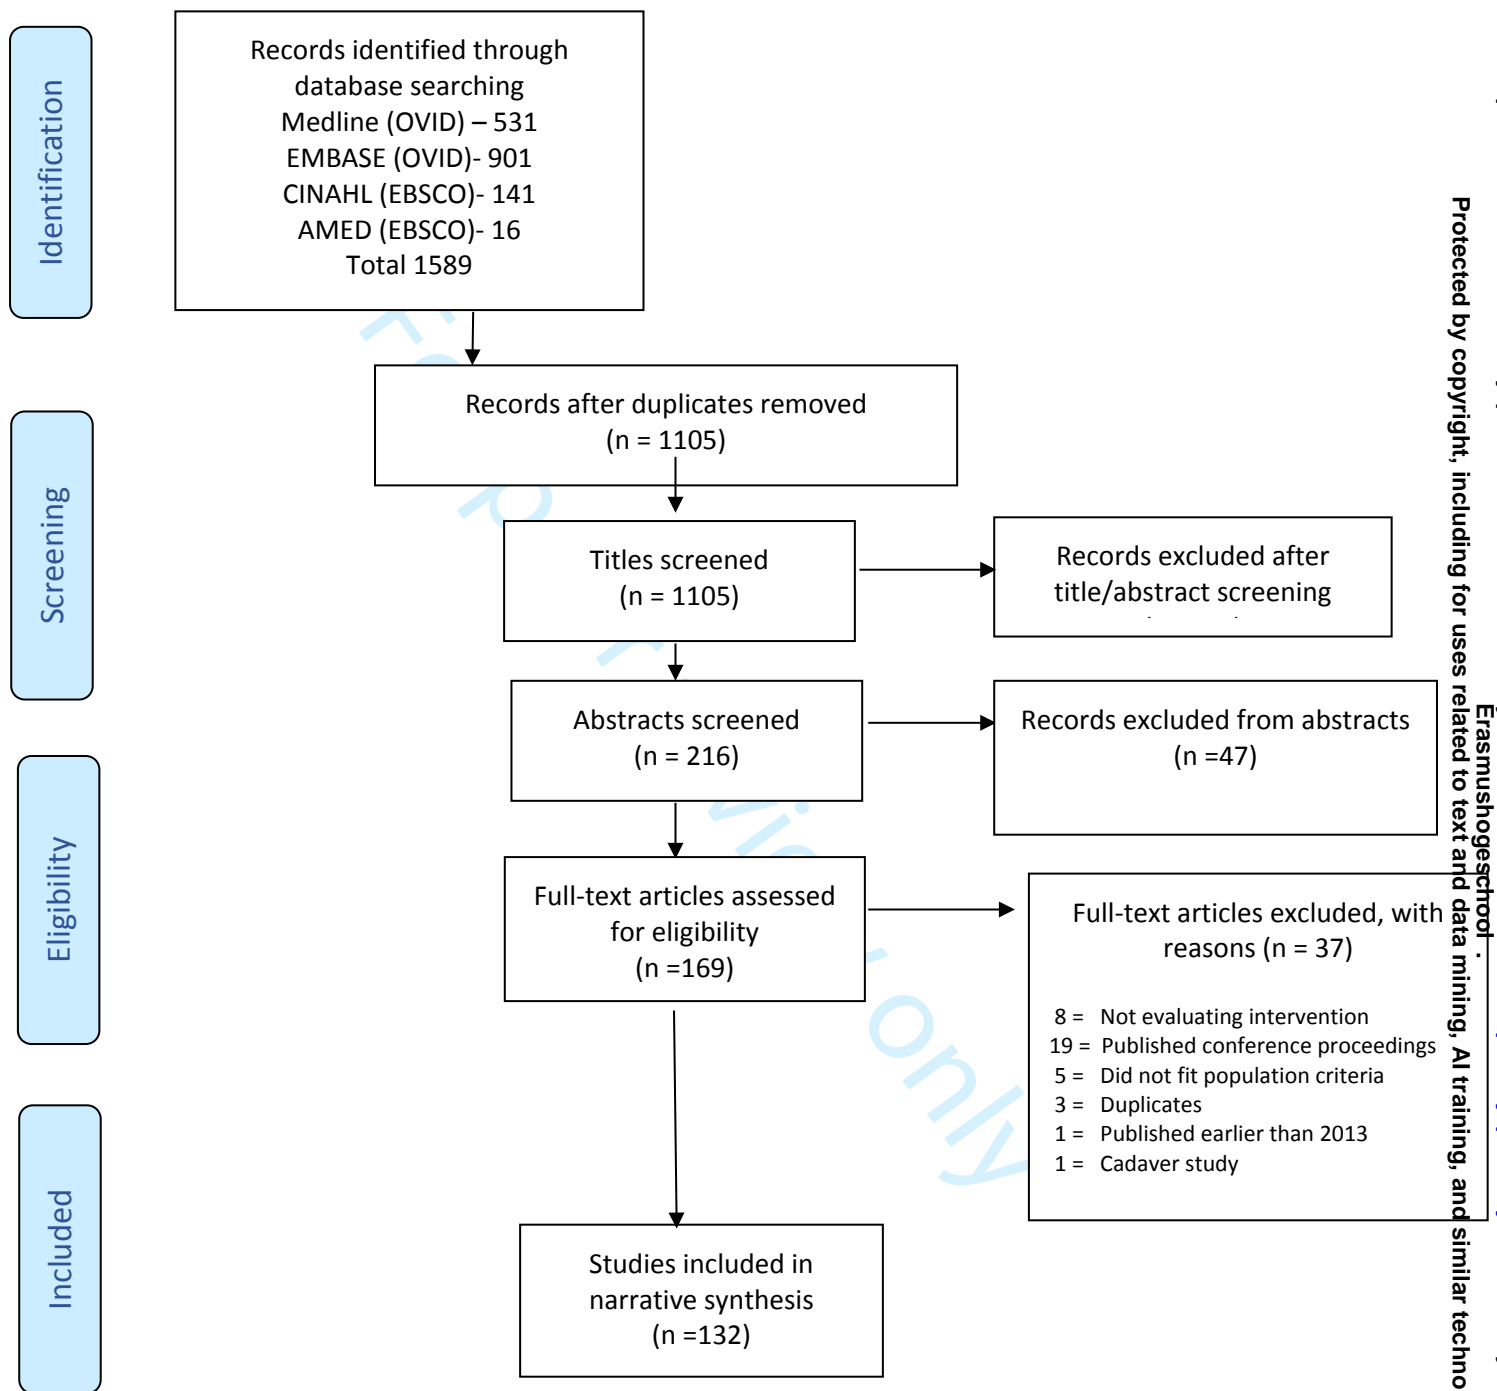 Identification
Records identified through
database searching
Medline (OVID) – 531
EMBASE (OVID)- 901
CINAHL (EBSCO)- 141
AMED (EBSCO)- 16
Total 1589
Records after duplicates removed
(n = 1105)
Screening
Titles screened
(n = 1105)
Records excluded after
title/abstract screening
Abstracts screened
(n = 216)
Records excluded from abstracts
(n =47)
Eligibility
Full-text articles assessed
for eligibility
(n =169)
Full-text articles excluded, with
reasons (n = 37)
8 = Not evaluating intervention
19 = Published conference proceedings
5 = Did not fit population criteria
3 = Duplicates
1 = Published earlier than 2013
1 = Cadaver study
Included
Studies included in
narrative synthesis
(n =132)
Protected by copyright, including for uses related to text and data mining, AI training, and similar techno
Erasmushogeschool .